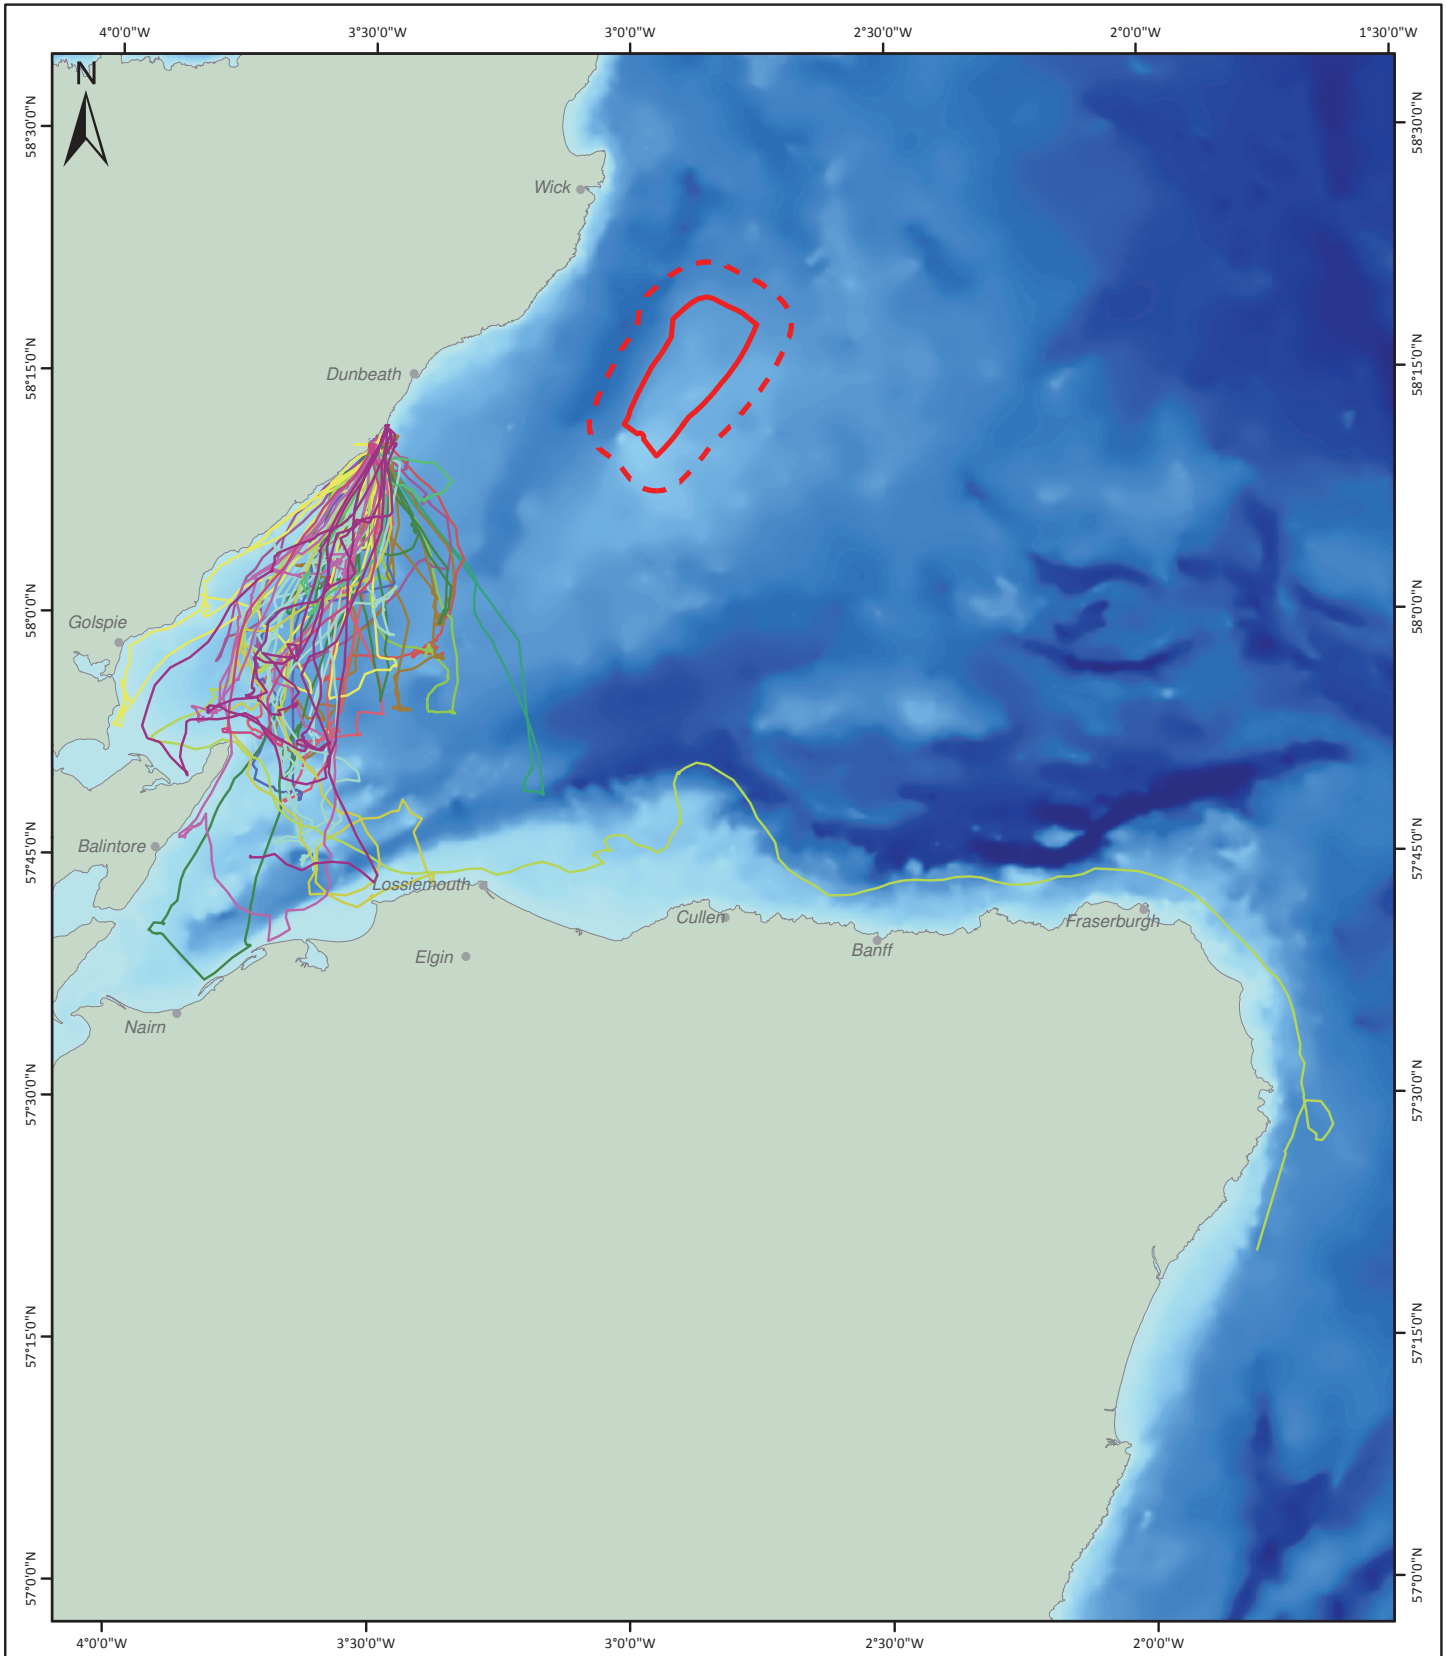 4°0'0"W 3°30'0"W 3°0'0"W 2°30'0"W 2°0'0"W 1°30'0"W
N
58°30'0"N 58°30'0"N
Wick
58°15'0"N 58°15'0"N
Dunbeath
58°0'0"N 58°0'0"N
Golspie
57°45'0"N 57°45'0"N
Balintore
Lossiemouth
Cullen
Fraserburgh
Banff
Elgin
Nairn
57°30'0"N 57°30'0"N
57°15'0"N 57°15'0"N
57°0'0"N 57°0'0"N
4°0'0"W 3°30'0"W 3°0'0"W 2°30'0"W 2°0'0"W